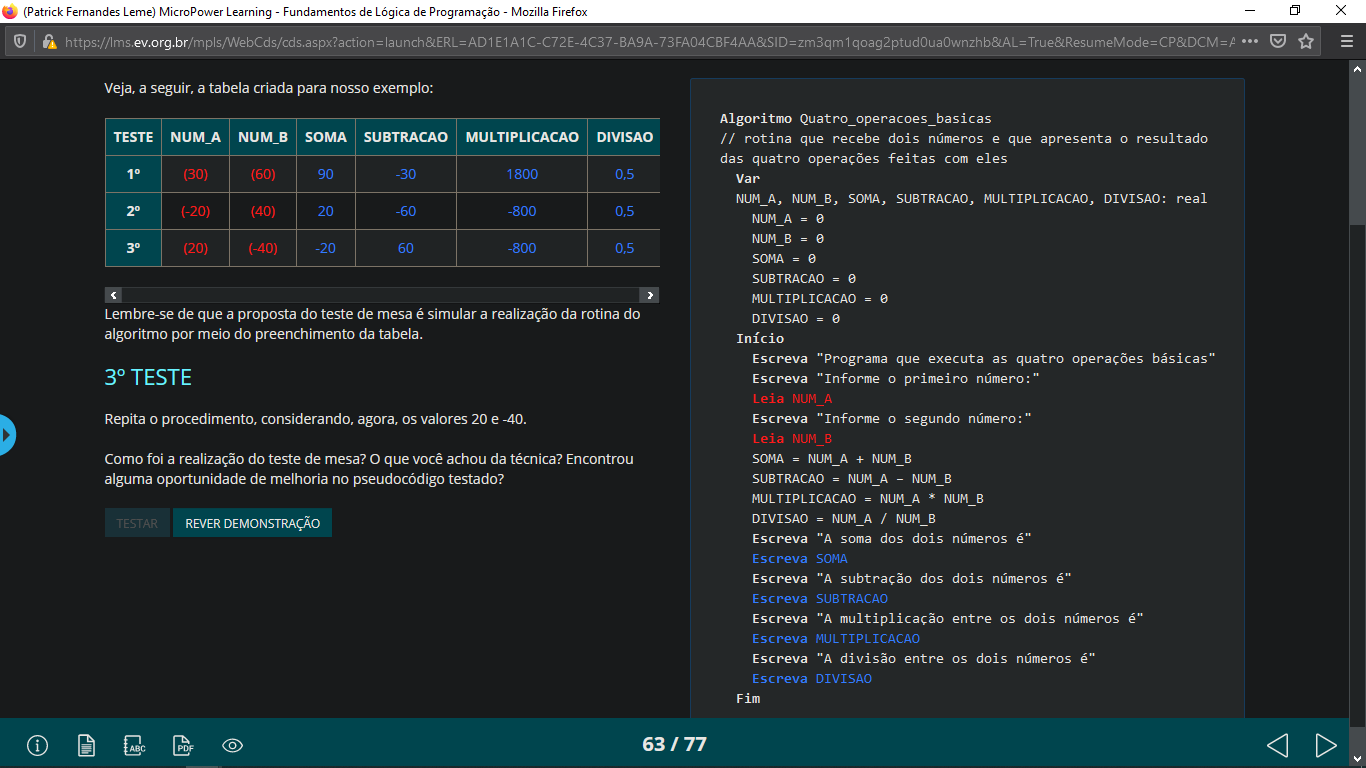 (Patrick Fernandes Leme) MicroPower Learning - Fundamentos de Lógica de Programação - Mozilla Firefox
https://lms.ev.org.br/mpls/WebCds/cds.aspx?action=launch&ERL=AD1E1A1C-C72E-4C37-BA9A-73FA04CBF4AA&SID=zm3qm1qoag2ptud0ua0wnzhb&AL=True&ResumeMode=CP&DCM=A
Veja, a seguir, a tabela criada para nosso exemplo:
TESTE NUM_A NUM_B SOMA SUBTRACAO MULTIPLICACAO DIVISAO
1º (30) (60) 90 -30 1800 0,5
2º (-20) (40) 20 -60 -800 0,5
3º (20) (-40) -20 60 -800 0,5
Lembre-se de que a proposta do teste de mesa é simular a realização da rotina do
algoritmo por meio do preenchimento da tabela.
3º TESTE
Repita o procedimento, considerando, agora, os valores 20 e -40.
Como foi a realização do teste de mesa? O que você achou da técnica? Encontrou
alguma oportunidade de melhoria no pseudocódigo testado?
TESTAR REVER DEMONSTRAÇÃO
Algoritmo Quatro_operacoes_basicas
// rotina que recebe dois números e que apresenta o resultado
das quatro operações feitas com eles
Var
NUM_A, NUM_B, SOMA, SUBTRACAO, MULTIPLICACAO, DIVISAO: real
NUM_A = 0
NUM_B = 0
SOMA = 0
SUBTRACAO = 0
MULTIPLICACAO = 0
DIVISAO = 0
Início
Escreva "Programa que executa as quatro operações básicas"
Escreva "Informe o primeiro número:"
Leia NUM_A
Escreva "Informe o segundo número:"
Leia NUM_B
SOMA = NUM_A + NUM_B
SUBTRACAO = NUM_A – NUM_B
MULTIPLICACAO = NUM_A * NUM_B
DIVISAO = NUM_A / NUM_B
Escreva "A soma dos dois números é"
Escreva SOMA
Escreva "A subtração dos dois números é"
Escreva SUBTRACAO
Escreva "A multiplicação entre os dois números é"
Escreva MULTIPLICACAO
Escreva "A divisão entre os dois números é"
Escreva DIVISAO
Fim
ABC PDF 63 / 77